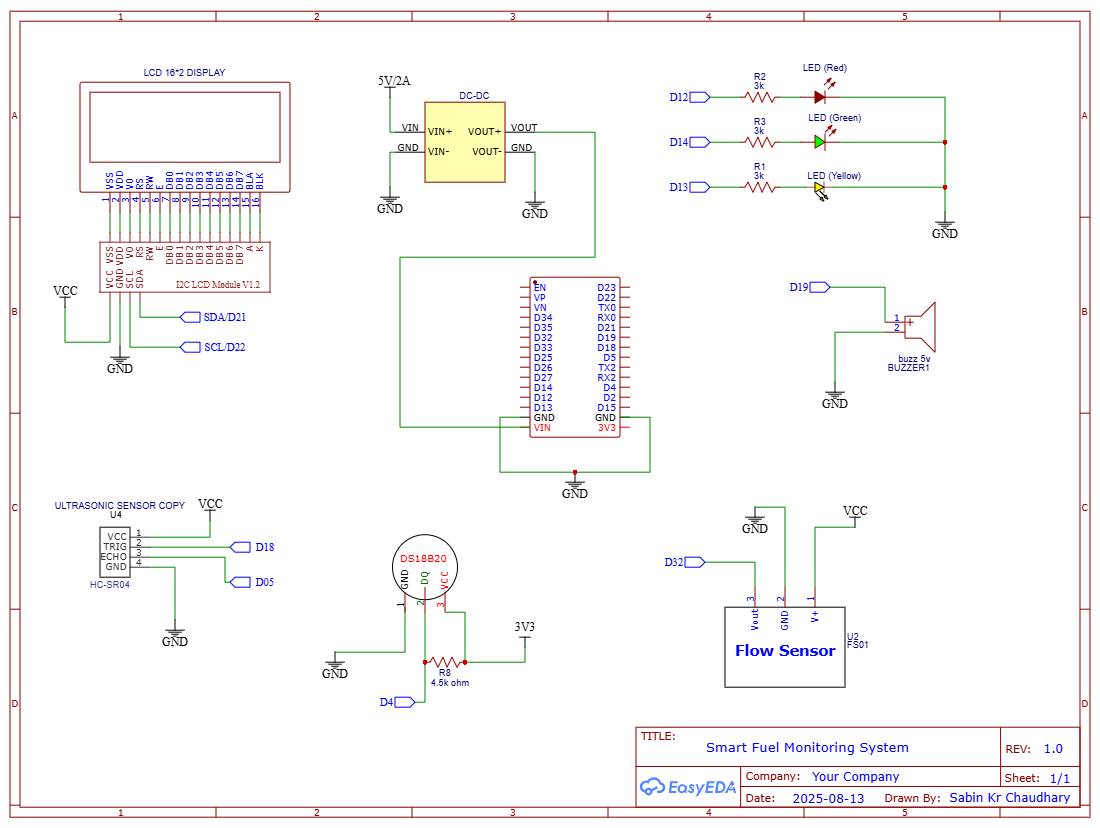 1 2 3 4 5
A A
B B
C C
D D
LCD 16*2 DISPLAY
VSS VDD V0 RS RW E DB0 DB1 DB2 DB3 DB4 DB5 DB6 DB7 BLA BLK
1 2 3 4 5 6 7 8 9 10 11 12 13 14 15 16
VSS VDD VO RS RW E DB0 DB1 DB2 DB3 DB4 DB5 DB6 DB7 A K
VCC GND SCL SDA
I2C LCD Module V1.2
VCC
SDA/D21
SCL/D22
GND
5V/2A
DC-DC
VIN VIN+ VOUT+ VOUT
GND VIN- VOUT- GND
GND
GND
R2
3k
LED (Red)
D12
R3
3k
LED (Green)
D14
R1
3k
LED (Yellow)
D13
GND
EN D23
VP D22
VN TX0
D34 RX0
D35 D21
D32 D19
D33 D18
D25 D5
D26 TX2
D27 RX2
D14 D4
D12 D2
D13 D15
GND GND
VIN 3V3
GND
D19
1 +
2
buzz 5v
BUZZER1
GND
ULTRASONIC SENSOR COPY
U4
VCC
VCC 1
TRIG 2
ECHO 3
GND 4
HC-SR04
D18
D05
GND
DS18B20
GND DQ VCC
1 2 3
3V3
GND
R8
4.5k ohm
D4
GND
VCC
D32
3 2 1
Vout GND V+
Flow Sensor
U2
FS01
TITLE:
Smart Fuel Monitoring System
REV: 1.0
EasyEDA
Company: Your Company
Sheet: 1/1
Date: 2025-08-13
Drawn By: Sabin Kr Chaudhary
1 2 3 4 5